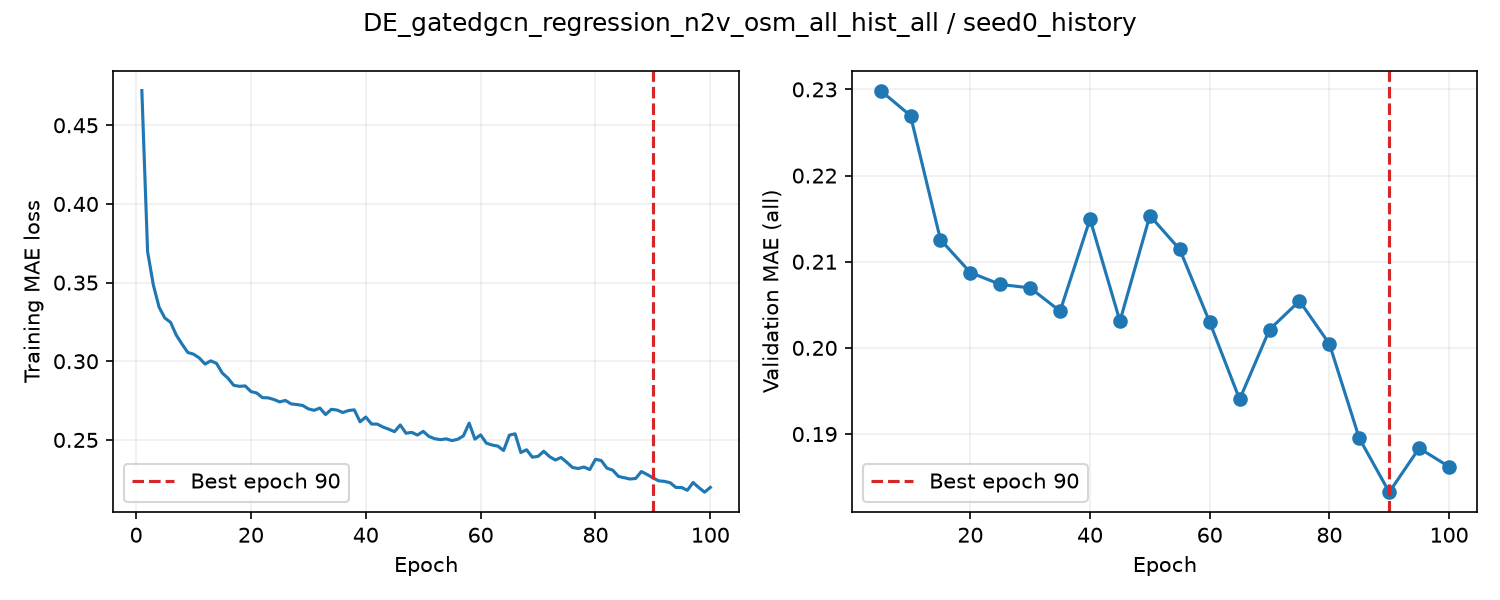 DE_gatedgcn_regression_n2v_osm_all_hist_all / seed0_history
Training MAE loss
0.45
0.40
0.35
0.30
0.25
Best epoch 90
0 20 40 60 80 100
Epoch
Validation MAE (all)
0.23
0.22
0.21
0.20
0.19
Best epoch 90
20 40 60 80 100
Epoch